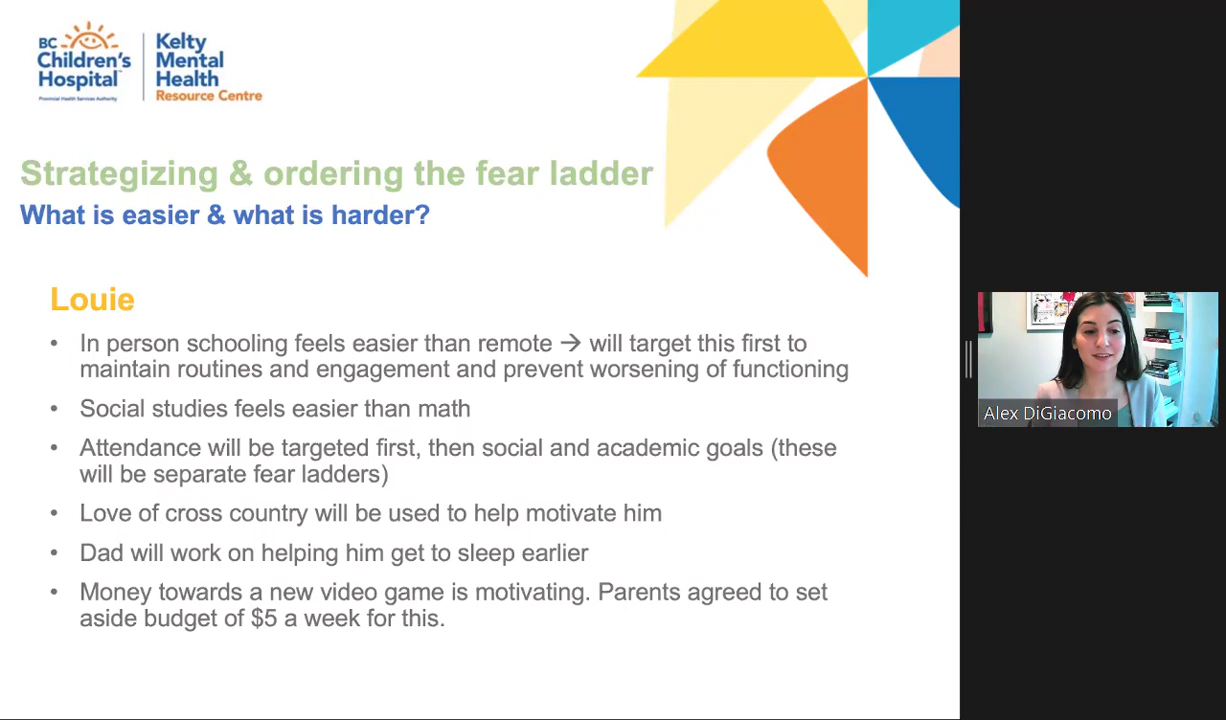 BC
Children's
Hospital
Provincial Health Services Authority
Kelty
Mental
Health
Resource Centre
Strategizing & ordering the fear ladder
What is easier & what is harder?
Louie
• In person schooling feels easier than remote → will target this first to
maintain routines and engagement and prevent worsening of functioning
• Social studies feels easier than math
• Attendance will be targeted first, then social and academic goals (these
will be separate fear ladders)
• Love of cross country will be used to help motivate him
• Dad will work on helping him get to sleep earlier
• Money towards a new video game is motivating. Parents agreed to set
aside budget of $5 a week for this.
Alex DiGiacomo